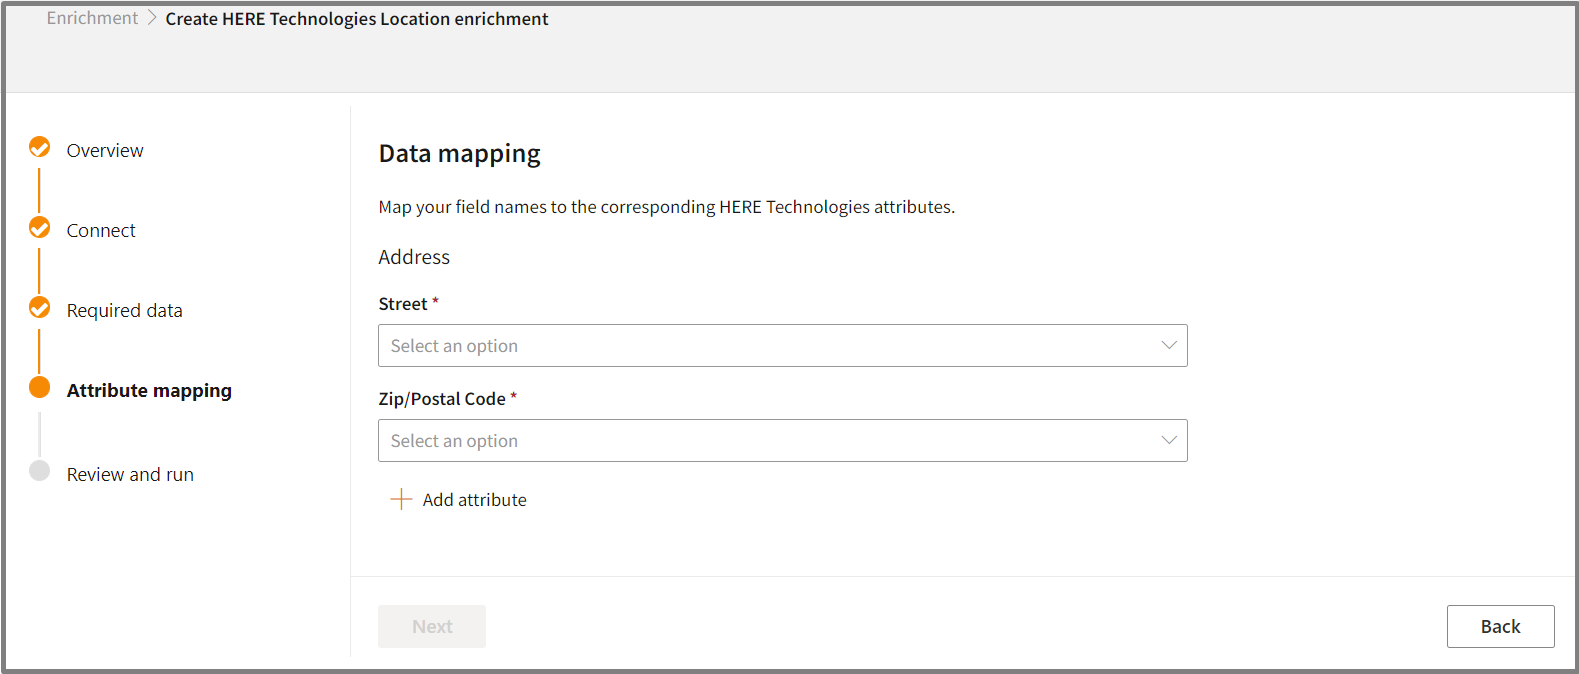 Enrichment > Create HERE Technologies Location enrichment
Overview
Connect
Required data
Attribute mapping
Review and run
Data mapping
Map your field names to the corresponding HERE Technologies attributes.
Address
Street *
Select an option
Zip/Postal Code *
Select an option
+ Add attribute
Next
Back